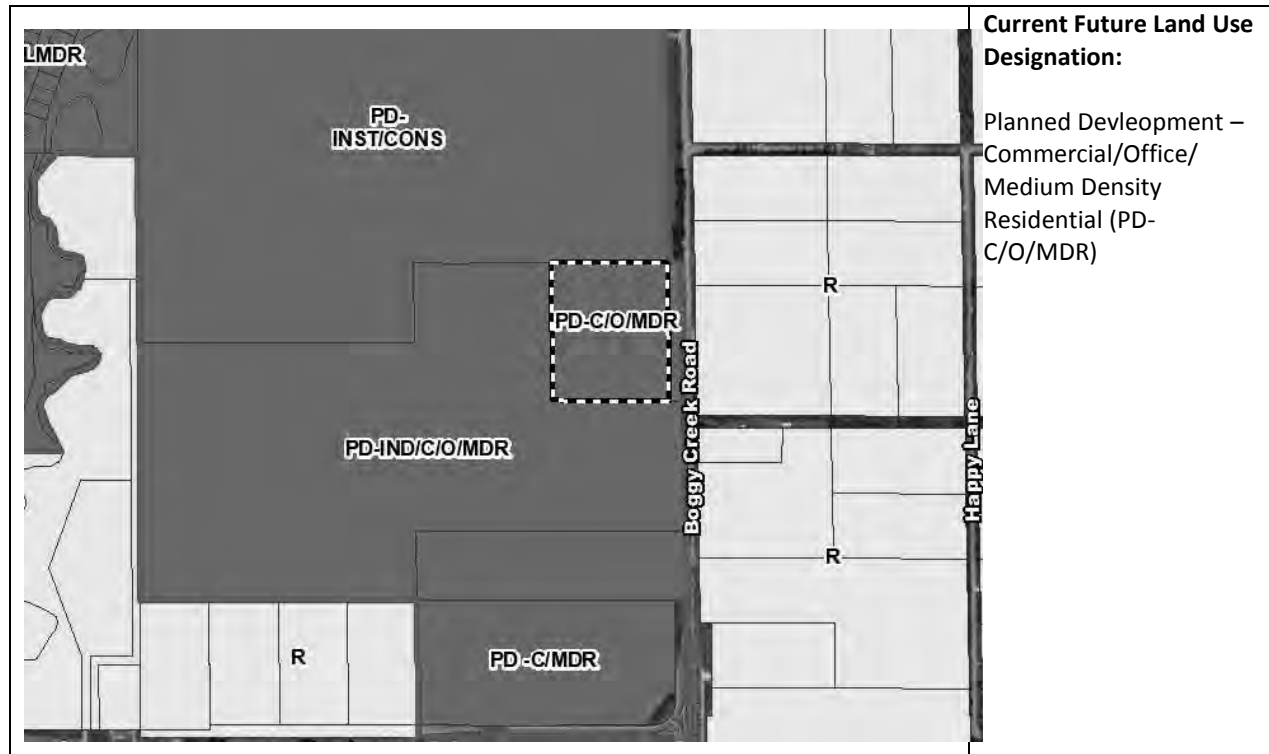 LMDR
PD-
INST/CONS
PD-C/O/MDR
R
Boggy Creek Road
PD-IND/C/O/MDR
Happy Lane
R
R
PD -C/MDR
Current Future Land Use
Designation:
Planned Devleopment –
Commercial/Office/
Medium Density
Residential (PD-
C/O/MDR)